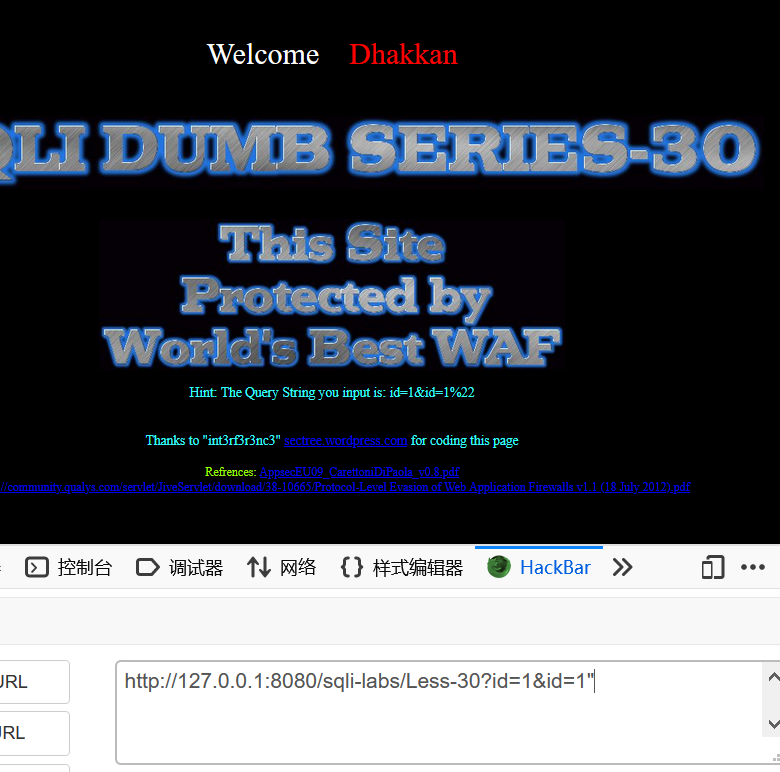 Welcome Dhakkan
QLI DUMB SERIES-30
This Site
Protected by
World's Best WAF
Hint: The Query String you input is: id=1&id=1%22
Thanks to "int3rf3r3nc3" sectree.wordpress.com for coding this page
Refrences: AppsecEU09_CarettoniDiPaola_v0.8.pdf
//community.qualys.com/servlet/JiveServlet/download/38-10665/Protocol-Level Evasion of Web Application Firewalls v1.1 (18 July 2012).pdf
控制台 调试器 网络 样式编辑器 HackBar
URL
http://127.0.0.1:8080/sqli-labs/Less-30?id=1&id=1"
URL